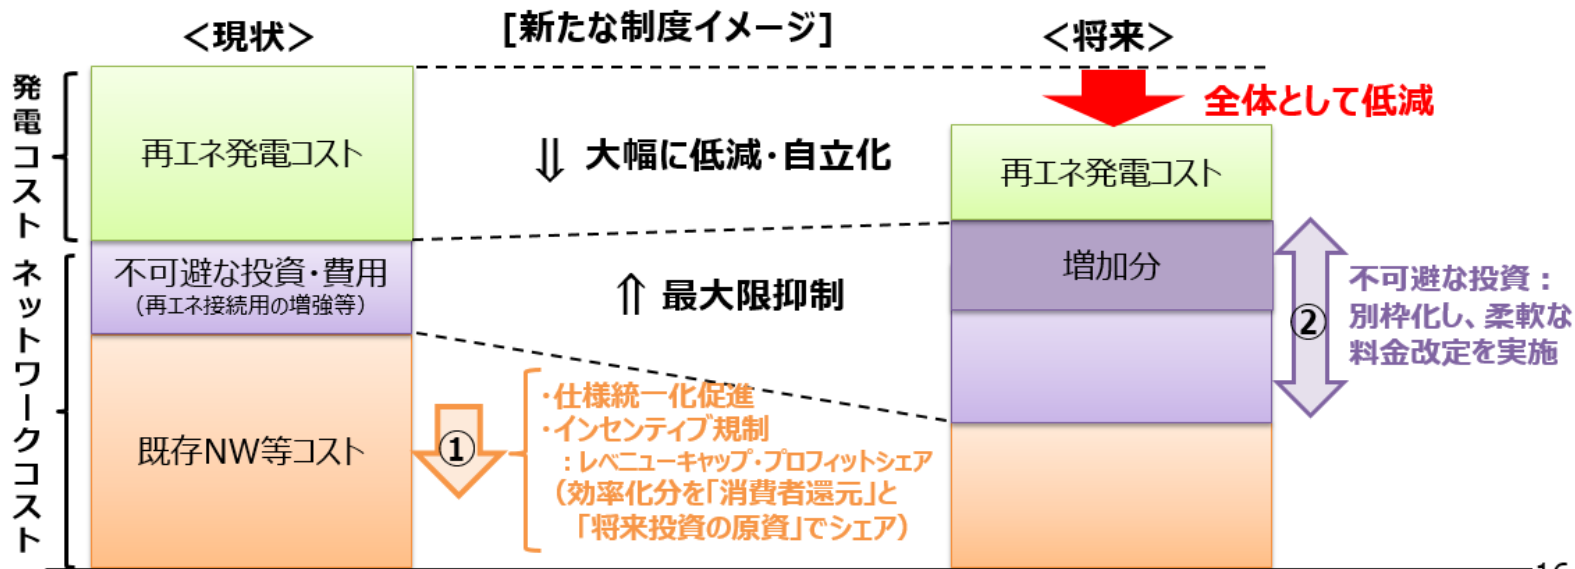 <現状>
[新たな制度イメージ]
<将来>
発電コスト
再エネ発電コスト
⇓ 大幅に低減・自立化
全体として低減
再エネ発電コスト
ネットワークコスト
不可避な投資・費用
（再エネ接続用の増強等）
⇑ 最大限抑制
増加分
②
不可避な投資：
別枠化し、柔軟な
料金改定を実施
既存NW等コスト
①
・仕様統一化促進
・インセンティブ規制
：レベニューキャップ・プロフィットシェア
（効率化分を「消費者還元」と
「将来投資の原資」でシェア）